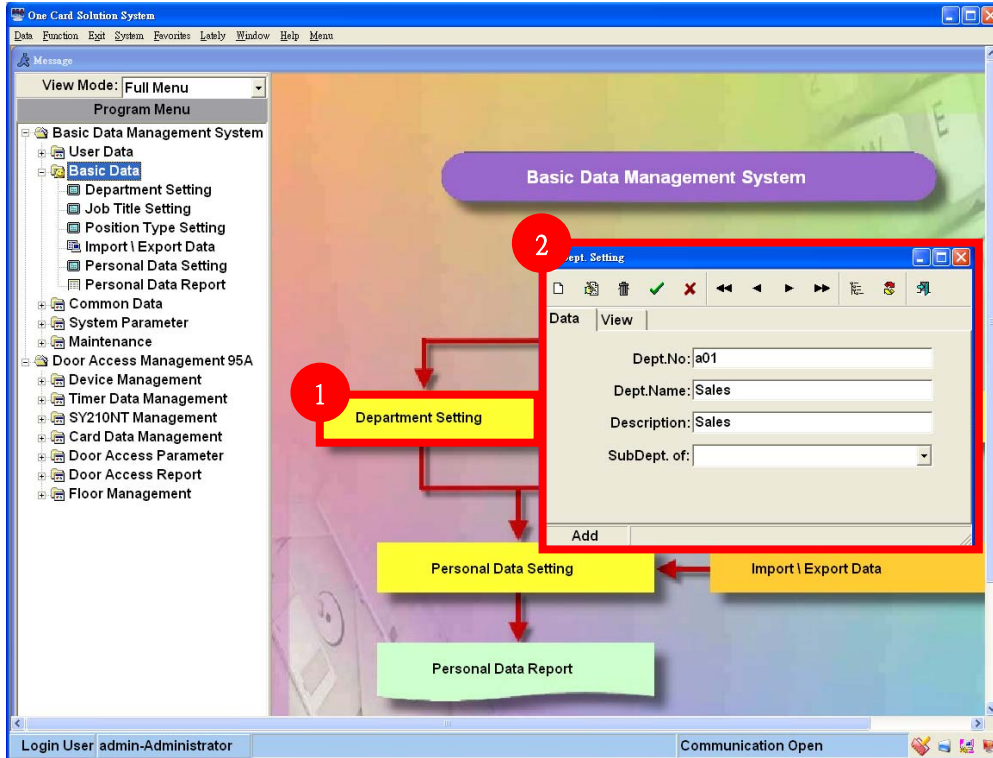 One Card Solution System
Data Function Exit System Favorites Lately Window Help Menu
Message
View Mode: Full Menu
Program Menu
Basic Data Management System
User Data
Basic Data
Department Setting
Job Title Setting
Position Type Setting
Import \ Export Data
Personal Data Setting
Personal Data Report
Common Data
System Parameter
Maintenance
Door Access Management 95A
Device Management
Timer Data Management
SY210NT Management
Card Data Management
Door Access Parameter
Door Access Report
Floor Management
Basic Data Management System
1
Department Setting
2
ept. Setting
Data View
Dept.No: a01
Dept.Name: Sales
Description: Sales
SubDept. of:
Add
Personal Data Setting
Import \ Export Data
Personal Data Report
Login User admin-Administrator
Communication Open